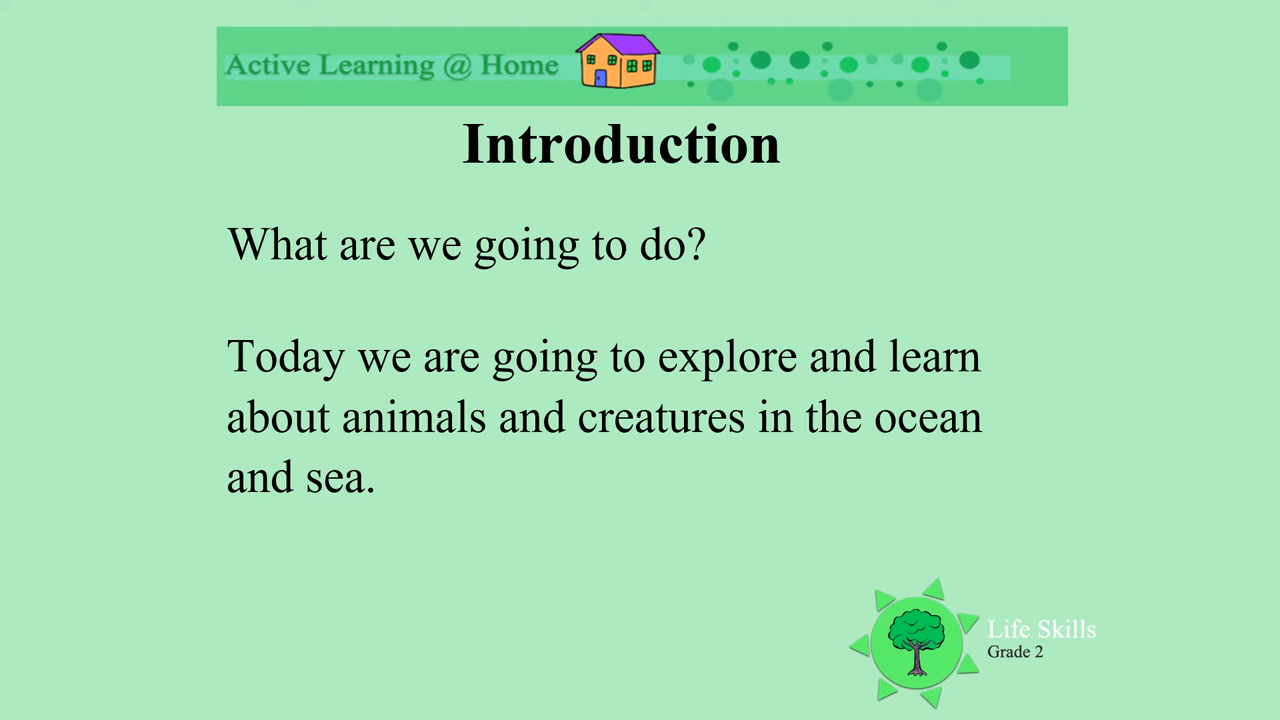 Active Learning @ Home
Introduction
What are we going to do?
Today we are going to explore and learn
about animals and creatures in the ocean
and sea.
Life Skills
Grade 2